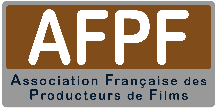 AFPF
Association Française des
Producteurs de Films